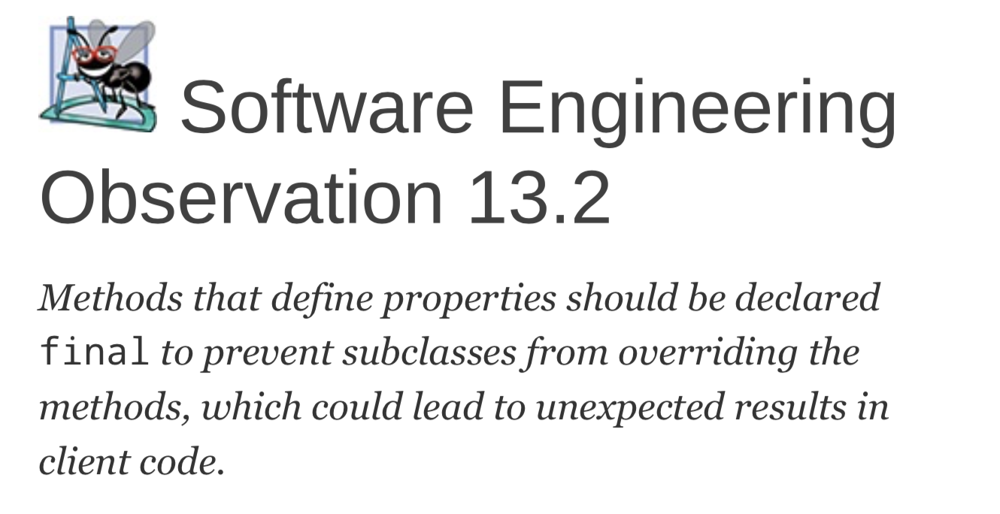 Software Engineering
Observation 13.2
Methods that define properties should be declared
final to prevent subclasses from overriding the
methods, which could lead to unexpected results in
client code.